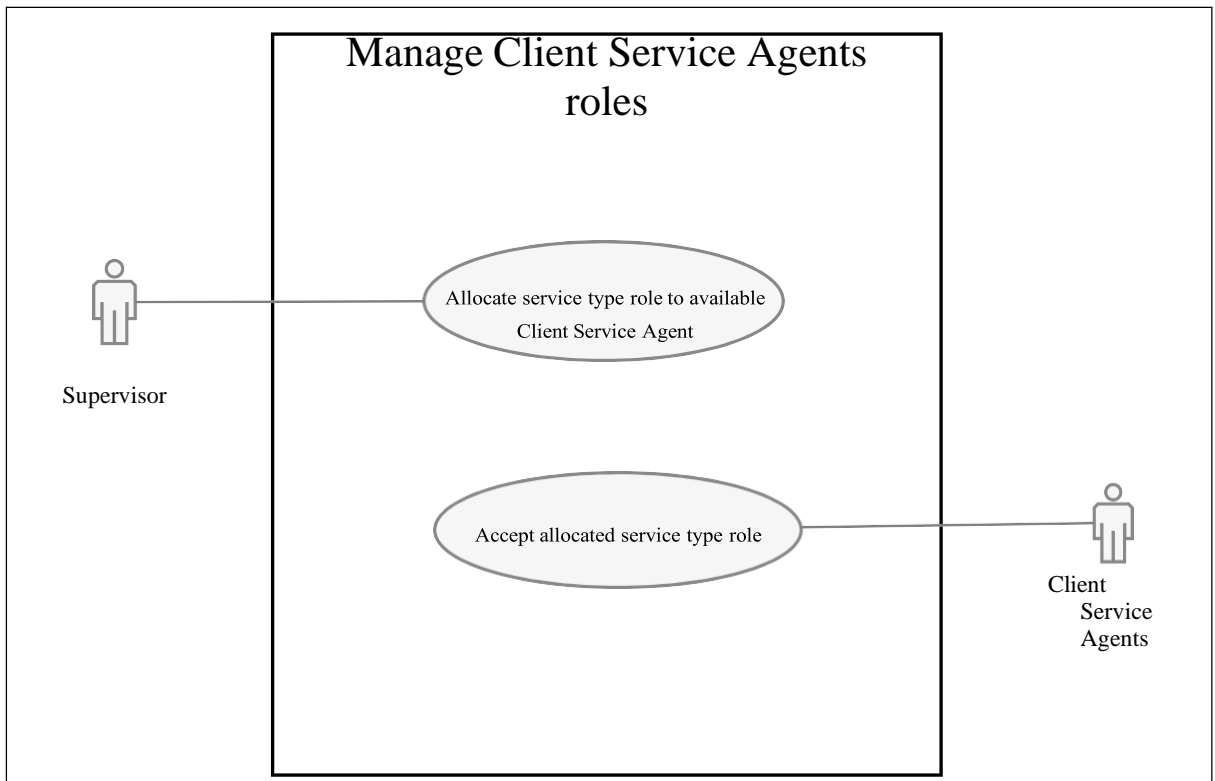 Manage Client Service Agents
roles
Allocate service type role to available
Client Service Agent
Supervisor
Accept allocated service type role
Client
Service
Agents